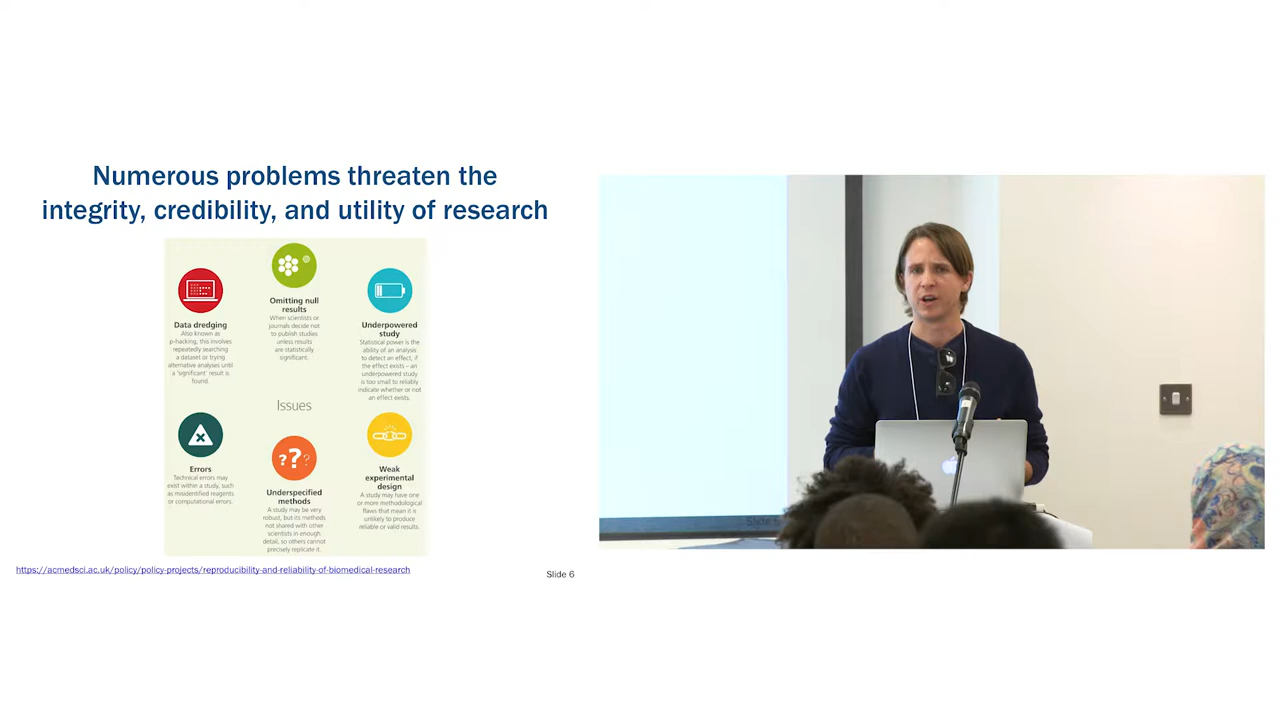 Numerous problems threaten the
integrity, credibility, and utility of research
Omitting null
results
When scientists or
journals decide not
to publish studies
unless results
are statistically
significant.
Data dredging
Also known as
p-hacking, this involves
repeatedly searching
a dataset or trying
alternative analyses until
a 'significant' result is
found.
Underpowered
study
Statistical power is the
ability of an analysis
to detect an effect, if
the effect exists – an
underpowered study
is too small to reliably
indicate whether or not
an effect exists.
Issues
Errors
Technical errors may
exist within a study, such
as misidentified reagents
or computational errors.
???
Underspecified
methods
A study may be very
robust, but its methods
not shared with other
scientists in enough
detail, so others cannot
precisely replicate it.
Weak
experimental
design
A study may have one
or more methodological
flaws that mean it is
unlikely to produce
reliable or valid results.
https://acmedsci.ac.uk/policy/policy-projects/reproducibility-and-reliability-of-biomedical-research
Slide 6